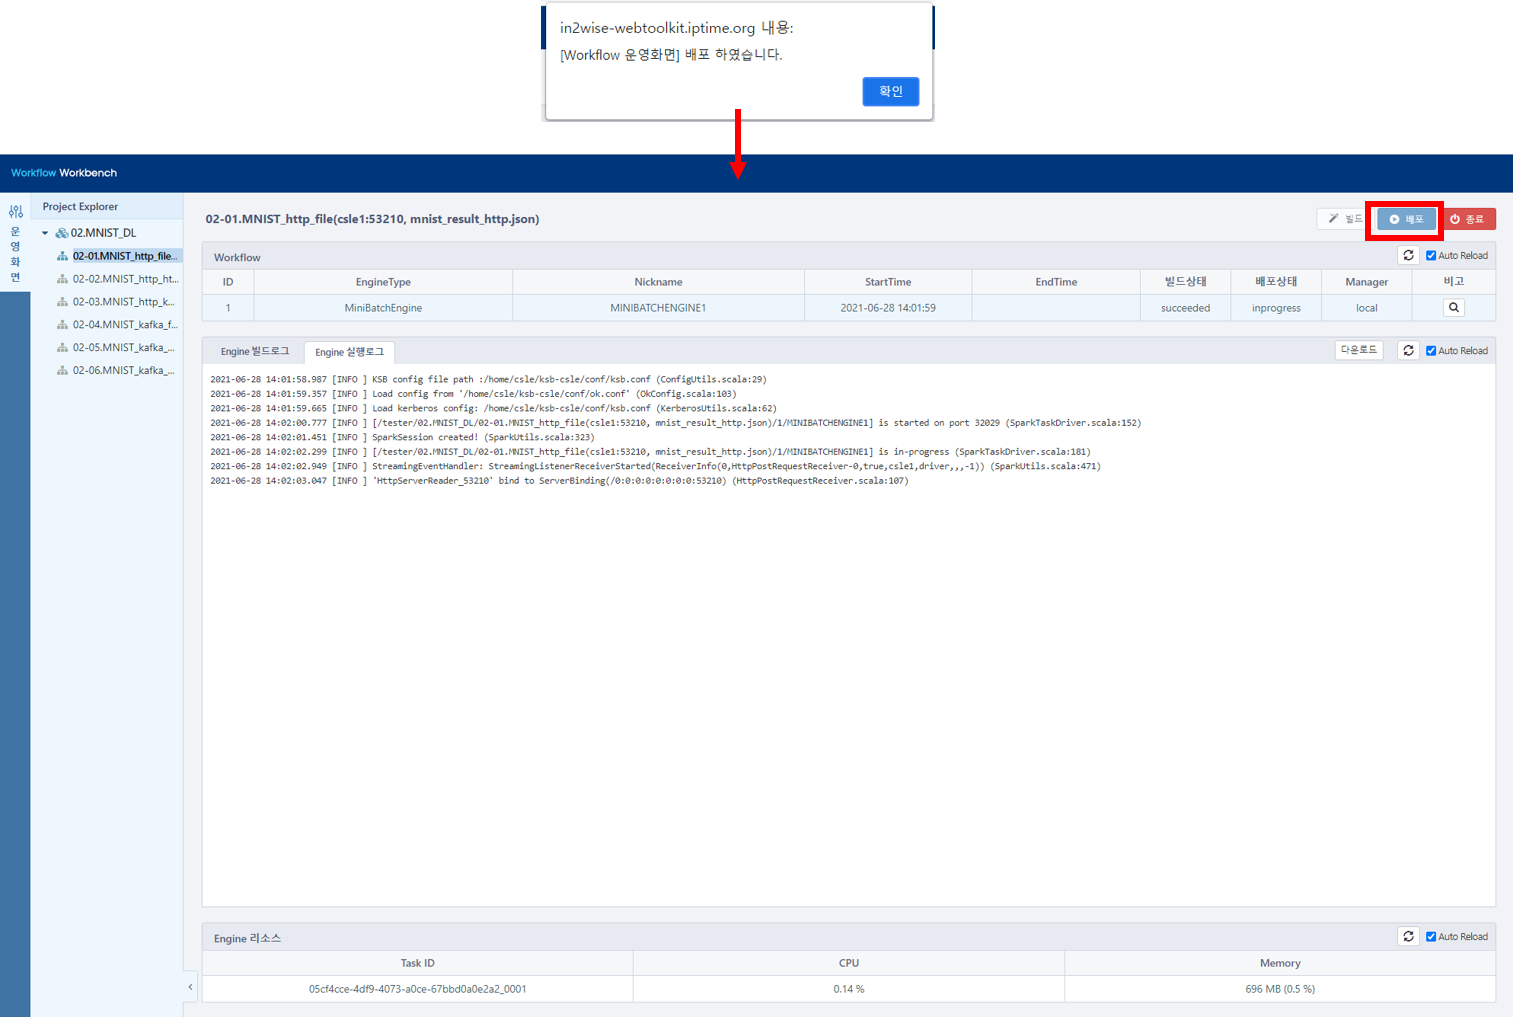 in2wise-webtoolkit.iptime.org 내용:
[Workflow 운영화면] 배포 하였습니다.
확인
Workflow Workbench
운영화면
Project Explorer
02.MNIST_DL
02-01.MNIST_http_file...
02-02.MNIST_http_ht...
02-03.MNIST_http_k...
02-04.MNIST_kafka_f...
02-05.MNIST_kafka_...
02-06.MNIST_kafka_...
02-01.MNIST_http_file(csle1:53210, mnist_result_http.json)
빌드 배포 종료
Workflow Auto Reload
ID EngineType Nickname StartTime EndTime 빌드상태 배포상태 Manager 비고
1 MiniBatchEngine MINIBATCHENGINE1 2021-06-28 14:01:59 succeeded inprogress local
Engine 빌드로그 Engine 실행로그 다운로드 Auto Reload
2021-06-28 14:01:58.987 [INFO ] KSB config file path :/home/csle/ksb-csle/conf/ksb.conf (ConfigUtils.scala:29)
2021-06-28 14:01:59.357 [INFO ] Load config from '/home/csle/ksb-csle/conf/ok.conf' (OkConfig.scala:103)
2021-06-28 14:01:59.665 [INFO ] Load kerberos config: /home/csle/ksb-csle/conf/ksb.conf (KerberosUtils.scala:62)
2021-06-28 14:02:00.777 [INFO ] [/tester/02.MNIST_DL/02-01.MNIST_http_file(csle1:53210, mnist_result_http.json)/1/MINIBATCHENGINE1] is started on port 32029 (SparkTaskDriver.scala:152)
2021-06-28 14:02:01.451 [INFO ] SparkSession created! (SparkUtils.scala:323)
2021-06-28 14:02:02.299 [INFO ] [/tester/02.MNIST_DL/02-01.MNIST_http_file(csle1:53210, mnist_result_http.json)/1/MINIBATCHENGINE1] is in-progress (SparkTaskDriver.scala:181)
2021-06-28 14:02:02.949 [INFO ] StreamingEventHandler: StreamingListenerReceiverStarted(ReceiverInfo(0,HttpPostRequestReceiver-0,true,csle1,driver,,,-1)) (SparkUtils.scala:471)
2021-06-28 14:02:03.047 [INFO ] 'HttpServerReader_53210' bind to ServerBinding(/0:0:0:0:0:0:0:0:53210) (HttpPostRequestReceiver.scala:107)
Engine 리소스 Auto Reload
Task ID CPU Memory
05cf4cce-4df9-4073-a0ce-67bbd0a0e2a2_0001 0.14 % 696 MB (0.5 %)